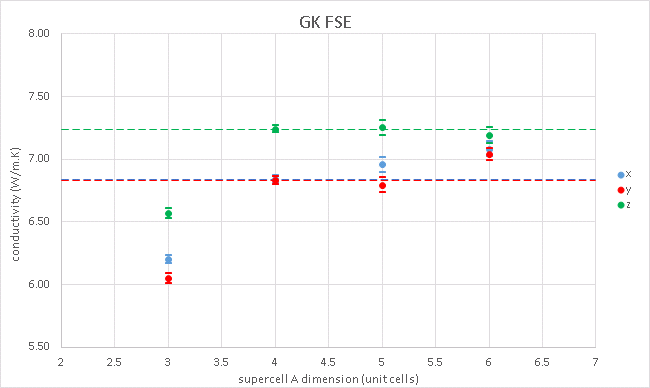 GK FSE
8.00
7.50
7.00
6.50
6.00
5.50
conductivity (W/m.K)
2 2.5 3 3.5 4 4.5 5 5.5 6 6.5 7
supercell A dimension (unit cells)
x
y
z